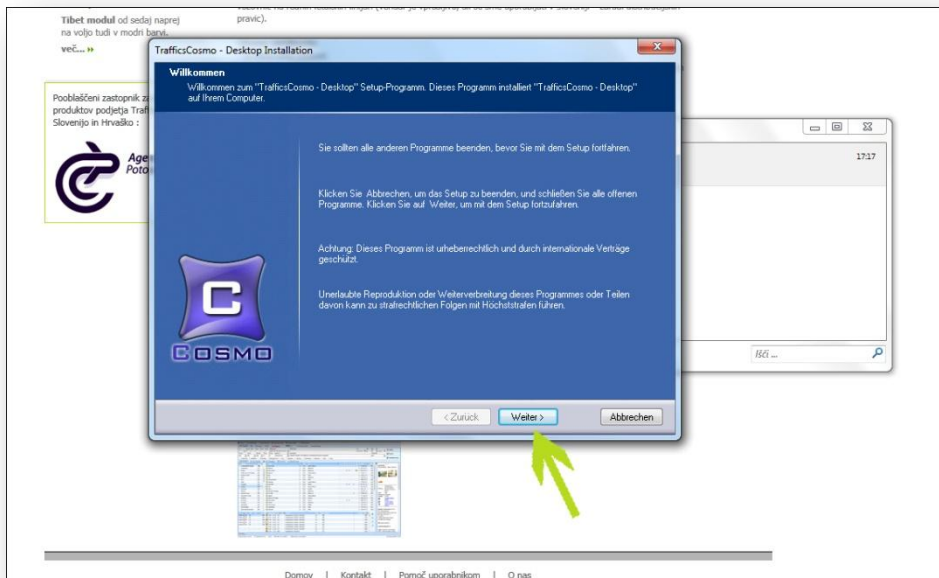 Tibet modul od sedaj naprej
na voljo tudi v modri barvi.
več...
pravic).
Pooblaščeni zastopnik za
produktov podjetja Traf
Slovenijo in Hrvaško :
Age
Poto
TrafficsCosmo - Desktop Installation
Willkommen
Willkommen zum "TrafficsCosmo - Desktop" Setup-Programm. Dieses Programm installiert "TrafficsCosmo - Desktop"
auf Ihrem Computer.
Sie sollten alle anderen Programme beenden, bevor Sie mit dem Setup fortfahren.
Klicken Sie Abbrechen, um das Setup zu beenden, und schließen Sie alle offenen
Programme. Klicken Sie auf Weiter, um mit dem Setup fortzufahren.
Achtung: Dieses Programm ist urheberrechtlich und durch internationale Verträge
geschützt.
Unerlaubte Reproduktion oder Weiterverbreitung dieses Programmes oder Teilen
davon kann zu strafrechtlichen Folgen mit Höchststrafen führen.
C
COSMO
< Zurück
Weiter >
Abbrechen
17:17
Išči ...
Domov | Kontakt | Pomoč uporabnikom | O nas